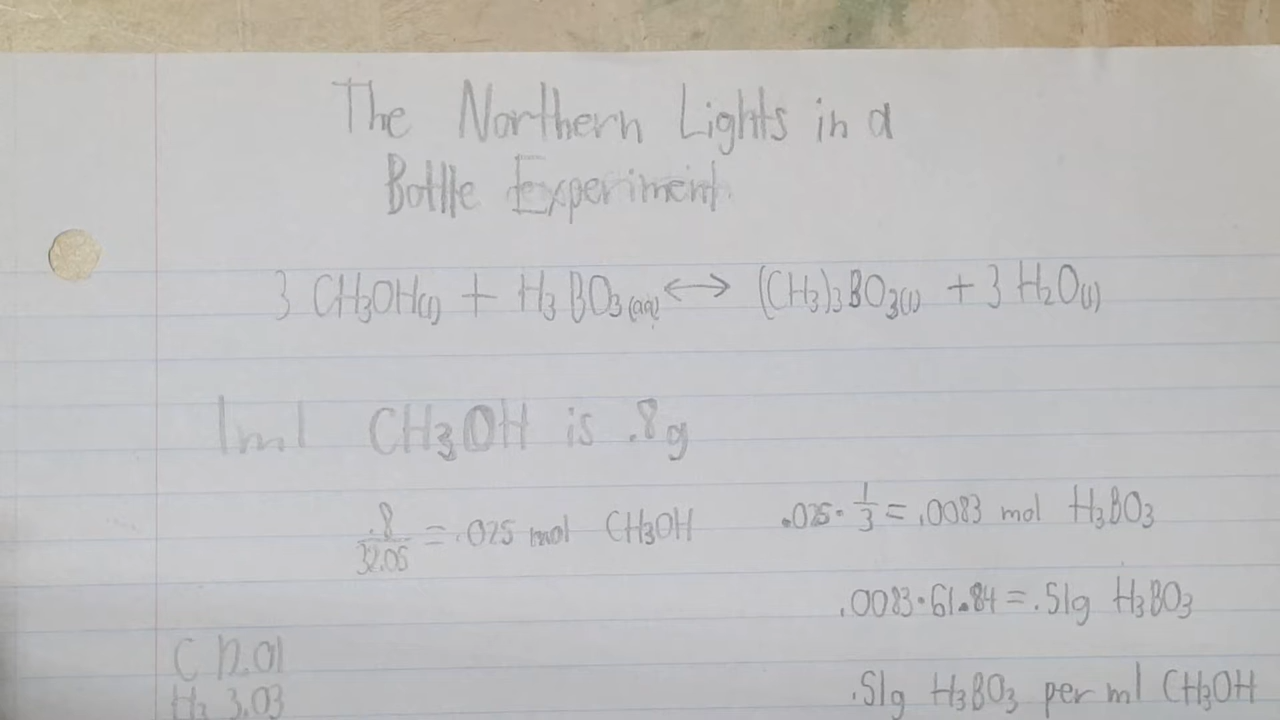 The Northern Lights in a
Bottle Experiment
3 CH3OH(l) + H3BO3(aq) ↔ (CH3)3BO3(l) + 3 H2O(l)
1ml CH3OH is .8g
.8/32.05 = .025 mol CH3OH
.025 · 1/3 = .0083 mol H3BO3
.0083 · 61.84 = .51g H3BO3
C 12.01
H3 3.03
.51g H3BO3 per ml CH3OH